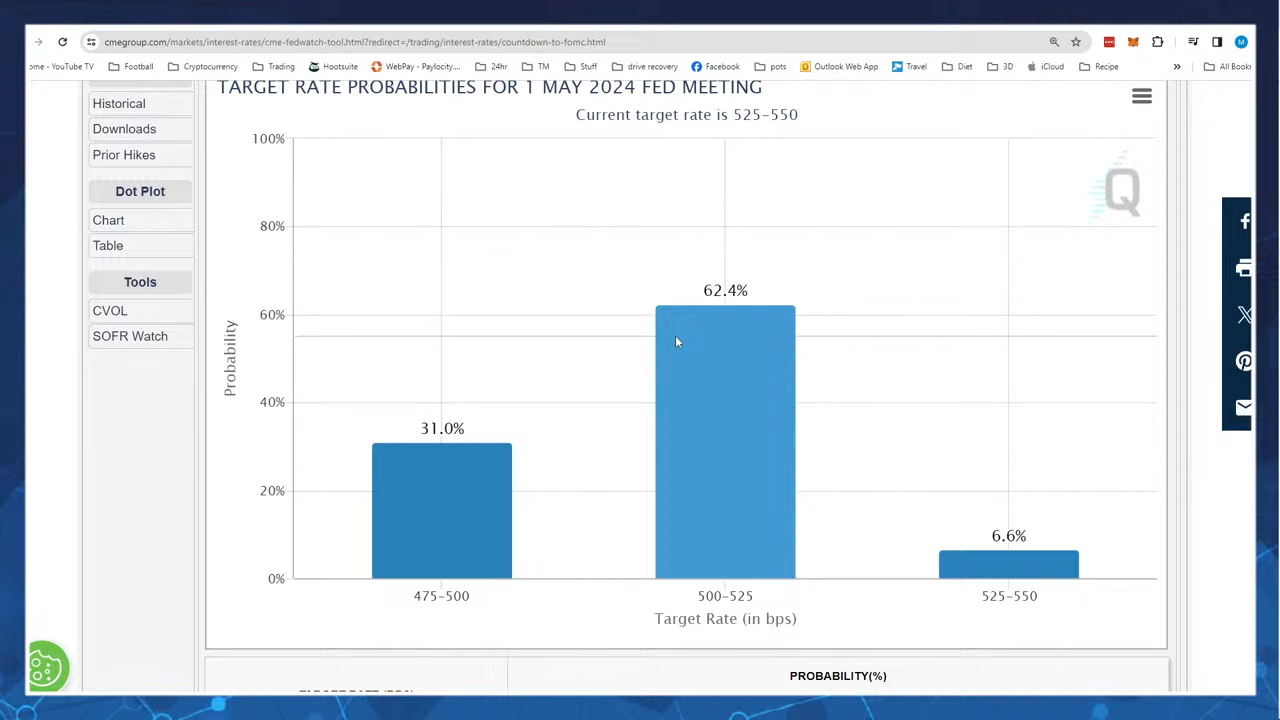 cmegroup.com/markets/interest-rates/cme-fedwatch-tool.html?redirect=/trading/interest-rates/countdown-to-fomc.html
M
ome - YouTube TV Football Cryptocurrency Trading Hootsuite WebPay - Paylocity... 24hr TM Stuff drive recovery pots Outlook Web App Facebook Travel Diet 3D iCloud Recipe » All Bookr
Historical
Downloads
Prior Hikes
Dot Plot
Chart
Table
Tools
CVOL
SOFR Watch
TARGET RATE PROBABILITIES FOR 1 MAY 2024 FED MEETING
Current target rate is 525-550
Q
100%
80%
60%
40%
20%
0%
Probability
31.0%
62.4%
6.6%
475-500
500-525
525-550
Target Rate (in bps)
PROBABILITY(%)